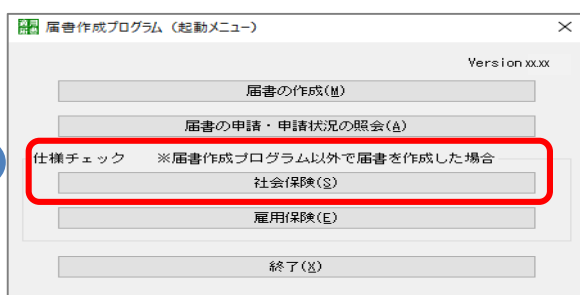 届書作成プログラム（起動メニュー）
Version xx.xx
届書の作成(M)
届書の申請・申請状況の照会(A)
仕様チェック　※届書作成プログラム以外で届書を作成した場合
社会保険(S)
雇用保険(E)
終了(X)